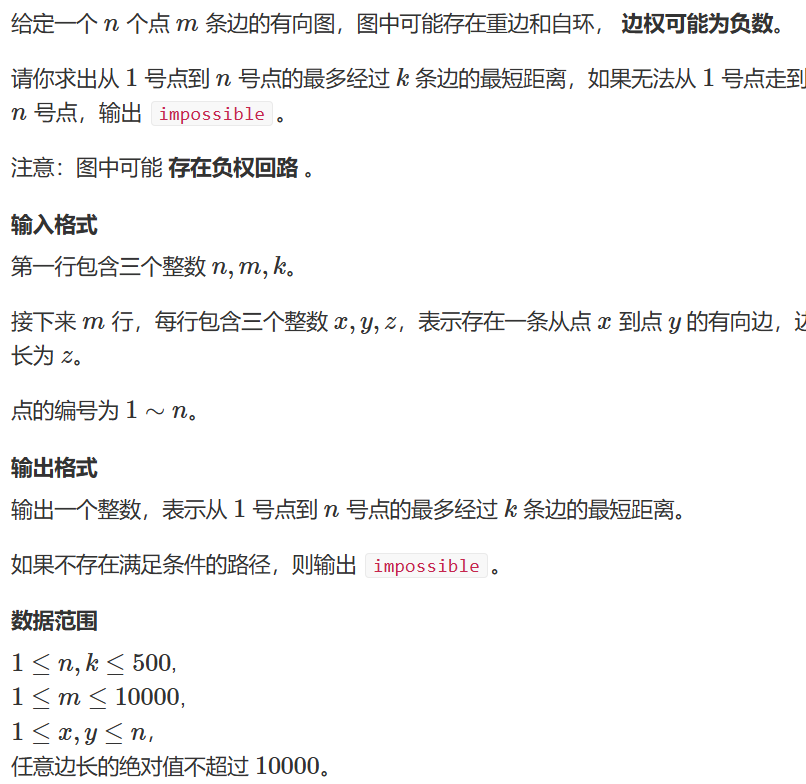 给定一个 n 个点 m 条边的有向图，图中可能存在重边和自环， 边权可能为负数。
请你求出从 1 号点到 n 号点的最多经过 k 条边的最短距离，如果无法从 1 号点走到
n 号点，输出 impossible 。
注意：图中可能 存在负权回路 。
输入格式
第一行包含三个整数 n, m, k。
接下来 m 行，每行包含三个整数 x, y, z，表示存在一条从点 x 到点 y 的有向边，
长为 z。
点的编号为 1 ∼ n。
输出格式
输出一个整数，表示从 1 号点到 n 号点的最多经过 k 条边的最短距离。
如果不存在满足条件的路径，则输出 impossible 。
数据范围
1 ≤ n, k ≤ 500,
1 ≤ m ≤ 10000,
1 ≤ x, y ≤ n,
任意边长的绝对值不超过 10000。